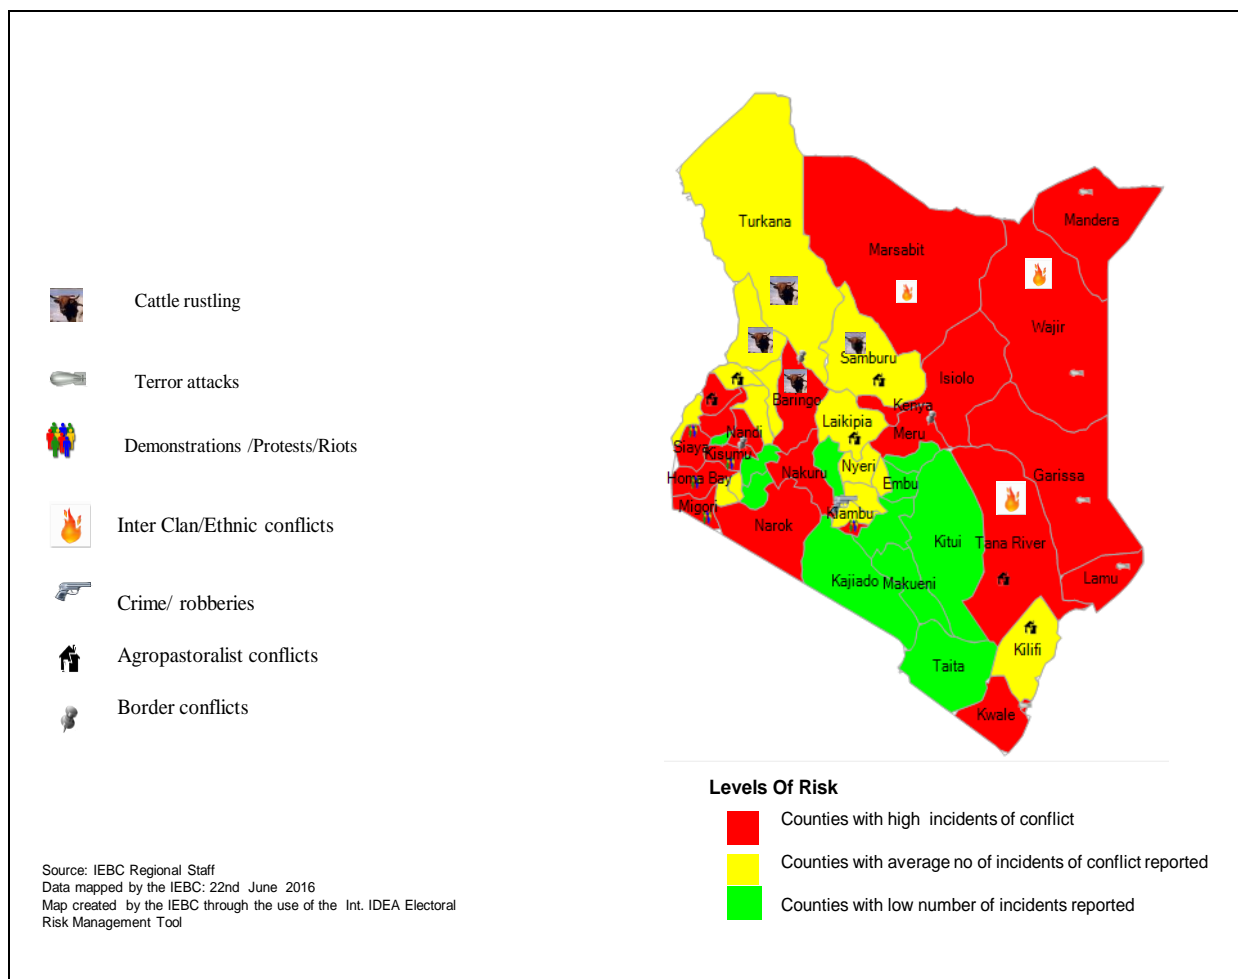 Cattle rustling
Terror attacks
Demonstrations /Protests/Riots
Inter Clan/Ethnic conflicts
Crime/ robberies
Agropastoralist conflicts
Border conflicts
Turkana
Marsabit
Mandera
Wajir
Samburu
Isiolo
Baringo
Kenya
Laikipia
Meru
Nandi
Siaya
Kisumu
Nyeri
Nakuru
Embu
Garissa
Homa Bay
Migori
Kiambu
Narok
Kitui
Tana River
Kajiado
Makueni
Lamu
Kilifi
Taita
Kwale
Levels Of Risk
Counties with high incidents of conflict
Counties with average no of incidents of conflict reported
Counties with low number of incidents reported
Source: IEBC Regional Staff
Data mapped by the IEBC: 22nd June 2016
Map created by the IEBC through the use of the Int. IDEA Electoral
Risk Management Tool